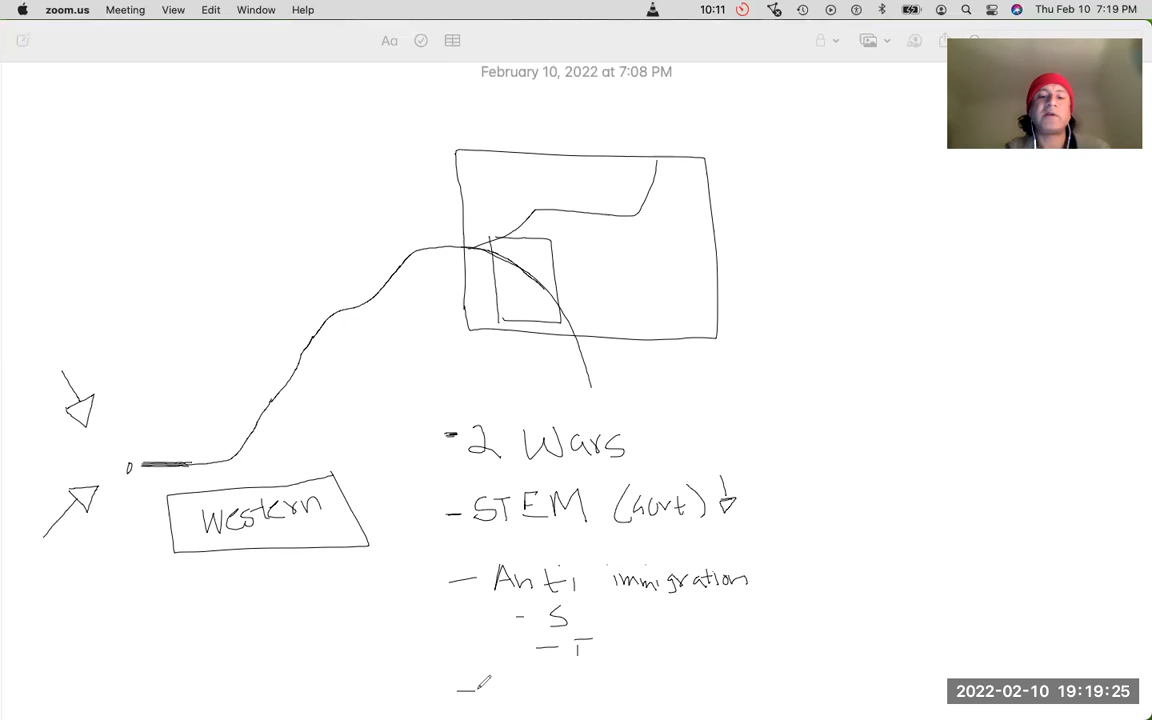 zoom.us Meeting View Edit Window Help 10:11 Thu Feb 10 7:19 PM
Aa
February 10, 2022 at 7:08 PM
- 2 Wars
- STEM (Govt) ↓
Western
- Anti immigration
- S
- T
-
2022-02-10 19:19:25